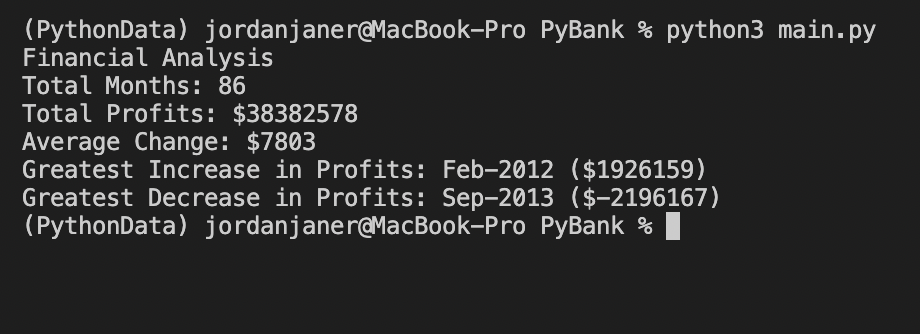 (PythonData) jordanjaner@MacBook-Pro PyBank % python3 main.py
Financial Analysis
Total Months: 86
Total Profits: $38382578
Average Change: $7803
Greatest Increase in Profits: Feb-2012 ($1926159)
Greatest Decrease in Profits: Sep-2013 ($-2196167)
(PythonData) jordanjaner@MacBook-Pro PyBank %